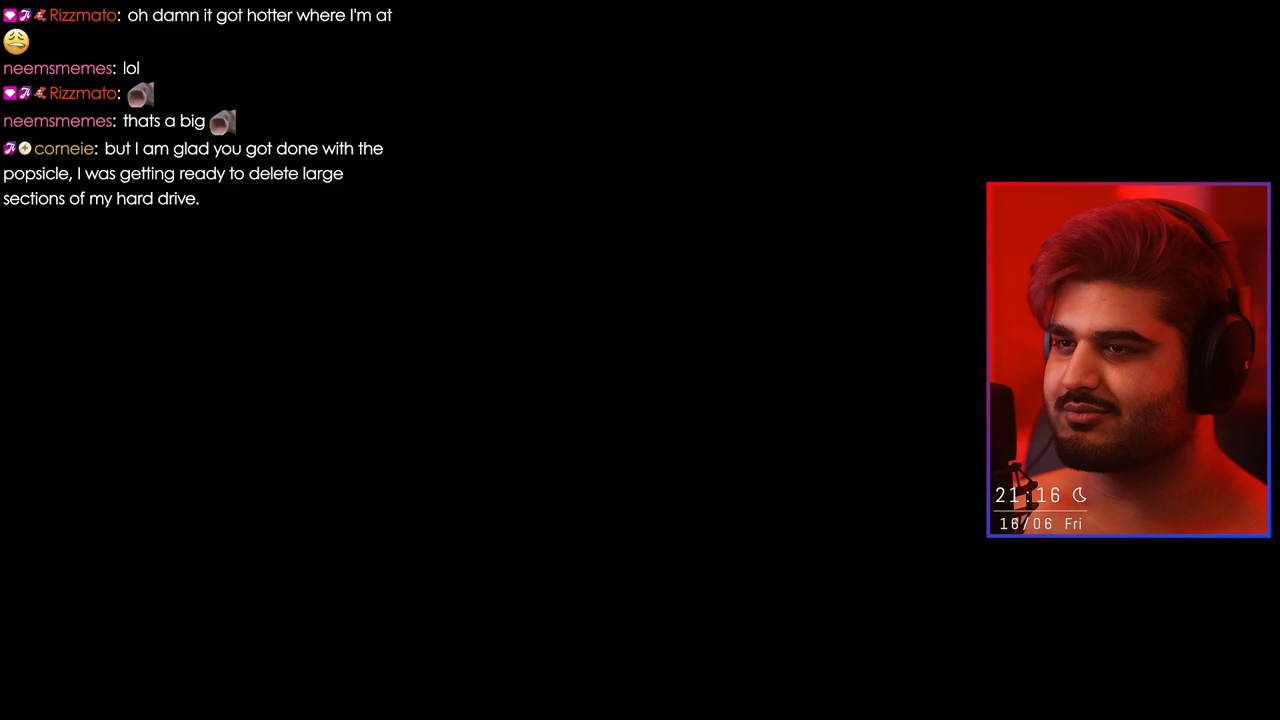 Rizzmato: oh damn it got hotter where I'm at
neemsmemes: lol
Rizzmato:
neemsmemes: thats a big
corneie: but I am glad you got done with the
popsicle, I was getting ready to delete large
sections of my hard drive.
21:16
16/06 Fri